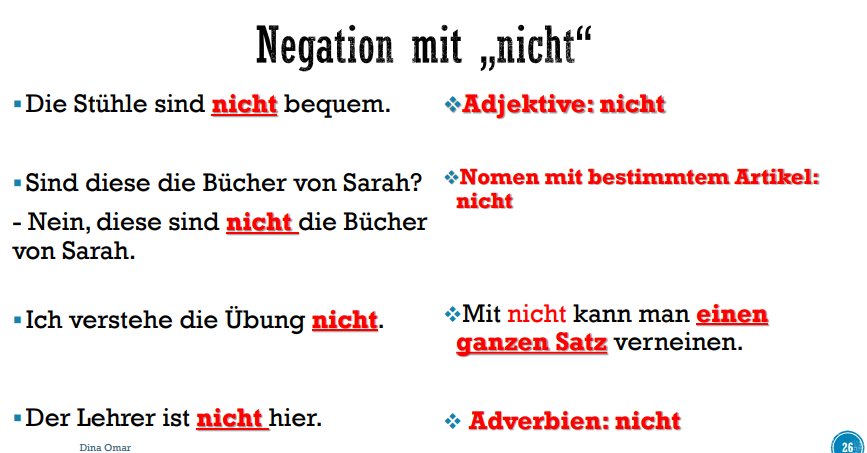 Negation mit „nicht“
▪Die Stühle sind nicht bequem.
❖Adjektive: nicht
▪Sind diese die Bücher von Sarah?
- Nein, diese sind nicht die Bücher
von Sarah.
❖Nomen mit bestimmtem Artikel:
nicht
▪Ich verstehe die Übung nicht.
❖Mit nicht kann man einen
ganzen Satz verneinen.
▪Der Lehrer ist nicht hier.
❖ Adverbien: nicht
Dina Omar
26